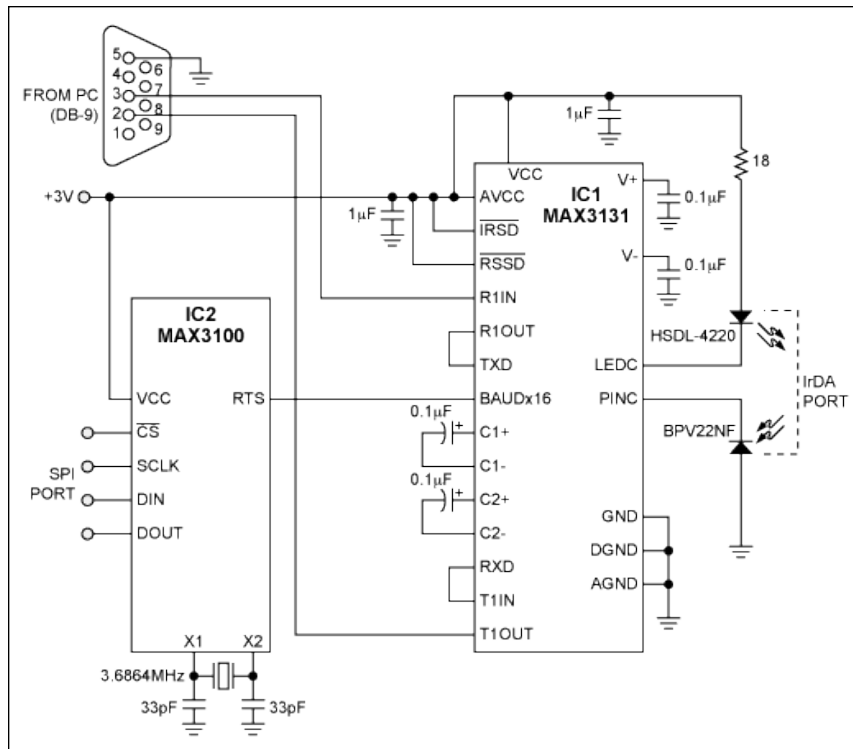 5
4
3
2
1
6
7
8
9
FROM PC
(DB-9)
+3V
1µF
1µF
18
VCC
IC1
MAX3131
AVCC
IRSD
RSSD
R1IN
R1OUT
TXD
BAUDx16
C1+
C1-
C2+
C2-
RXD
T1IN
T1OUT
V+
0.1µF
V-
0.1µF
LEDC
PINC
GND
DGND
AGND
0.1µF
+
0.1µF
+
HSDL-4220
IrDA
PORT
BPV22NF
IC2
MAX3100
VCC
RTS
CS
SCLK
DIN
DOUT
SPI
PORT
X1
X2
3.6864MHz
33pF
33pF